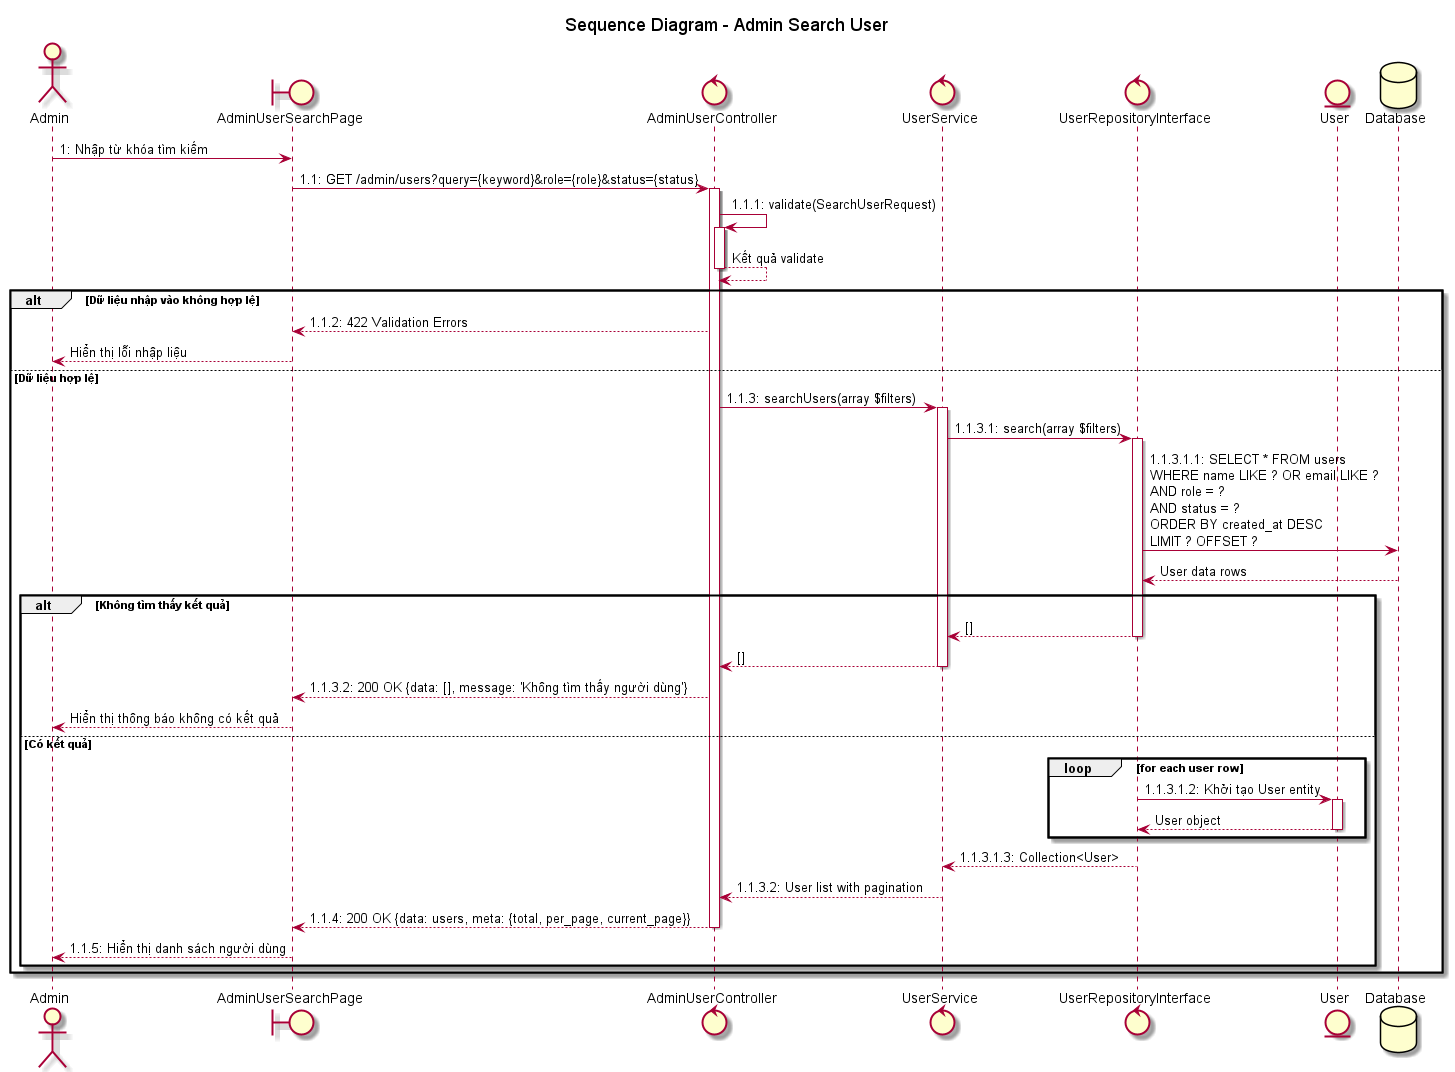 Sequence Diagram - Admin Search User
Admin
AdminUserSearchPage
AdminUserController
UserService
UserRepositoryInterface
User
Database
1: Nhập từ khóa tìm kiếm
1.1: GET /admin/users?query={keyword}&role={role}&status={status}
1.1.1: validate(SearchUserRequest)
Kết quả validate
alt [Dữ liệu nhập vào không hợp lệ]
1.1.2: 422 Validation Errors
Hiển thị lỗi nhập liệu
[Dữ liệu hợp lệ]
1.1.3: searchUsers(array $filters)
1.1.3.1: search(array $filters)
1.1.3.1.1: SELECT * FROM users
WHERE name LIKE ? OR email LIKE ?
AND role = ?
AND status = ?
ORDER BY created_at DESC
LIMIT ? OFFSET ?
User data rows
alt [Không tìm thấy kết quả]
[]
[]
1.1.3.2: 200 OK {data: [], message: 'Không tìm thấy người dùng'}
Hiển thị thông báo không có kết quả
[Có kết quả]
loop [for each user row]
1.1.3.1.2: Khởi tạo User entity
User object
1.1.3.1.3: Collection<User>
1.1.3.2: User list with pagination
1.1.4: 200 OK {data: users, meta: {total, per_page, current_page}}
1.1.5: Hiển thị danh sách người dùng
Admin
AdminUserSearchPage
AdminUserController
UserService
UserRepositoryInterface
User
Database